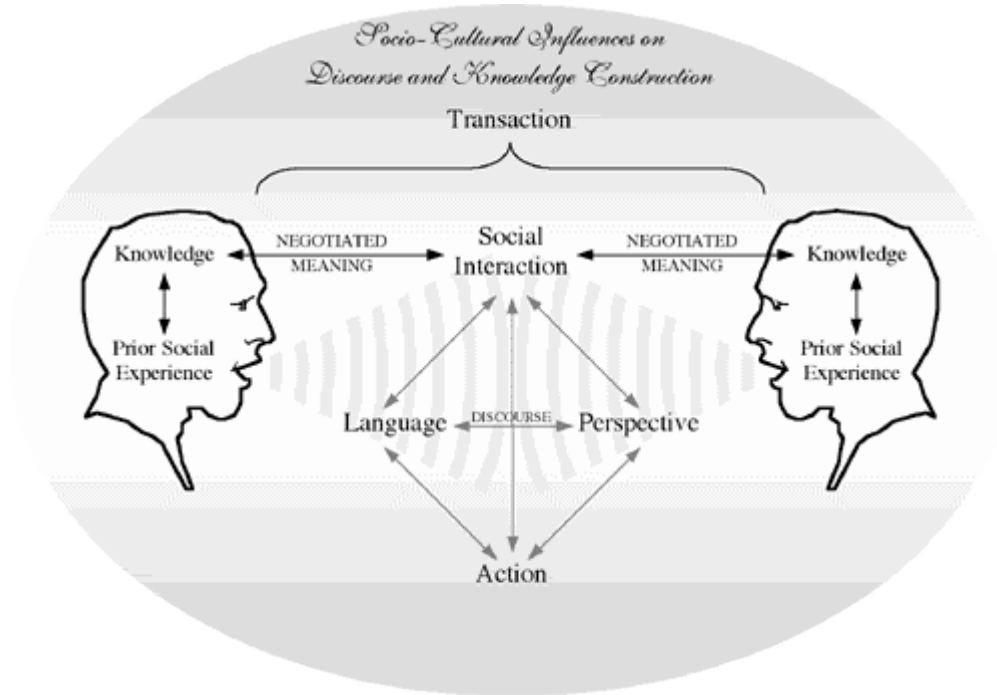 Socio-Cultural Influences on
Discourse and Knowledge Construction
Transaction
Knowledge
NEGOTIATED
MEANING
Social
Interaction
NEGOTIATED
MEANING
Knowledge
Prior Social
Experience
Prior Social
Experience
Language
DISCOURSE
Perspective
Action